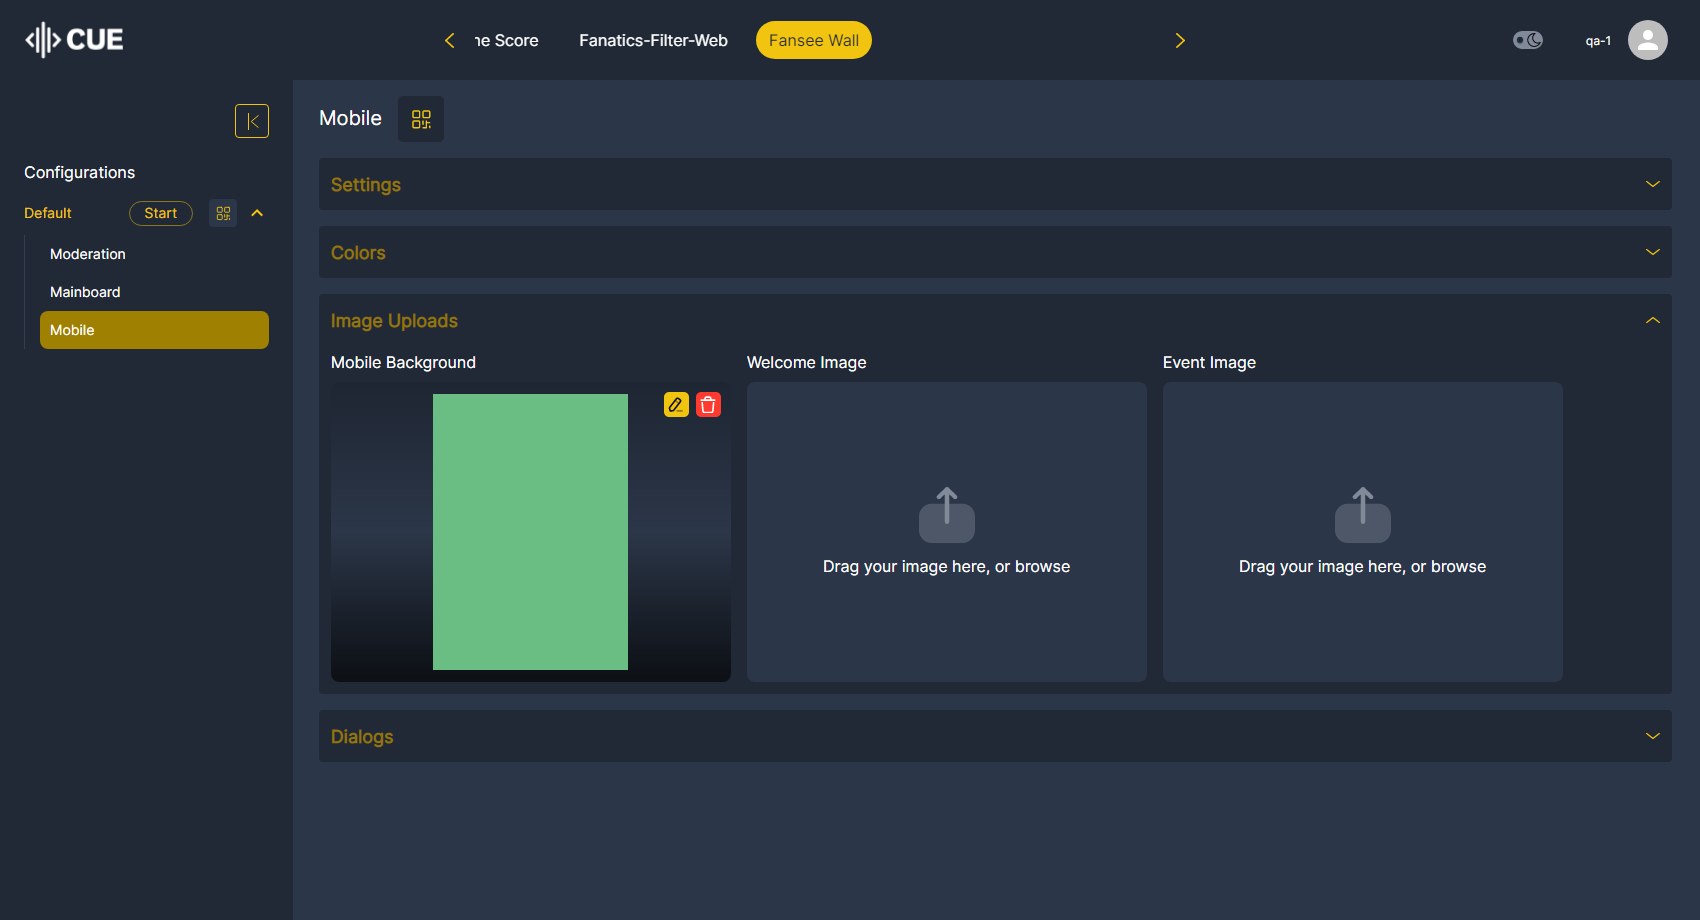 CUE
ne Score
Fanatics-Filter-Web
Fansee Wall
qa-1
Configurations
Default
Start
Moderation
Mainboard
Mobile
Mobile
Settings
Colors
Image Uploads
Mobile Background
Welcome Image
Event Image
Drag your image here, or browse
Drag your image here, or browse
Dialogs